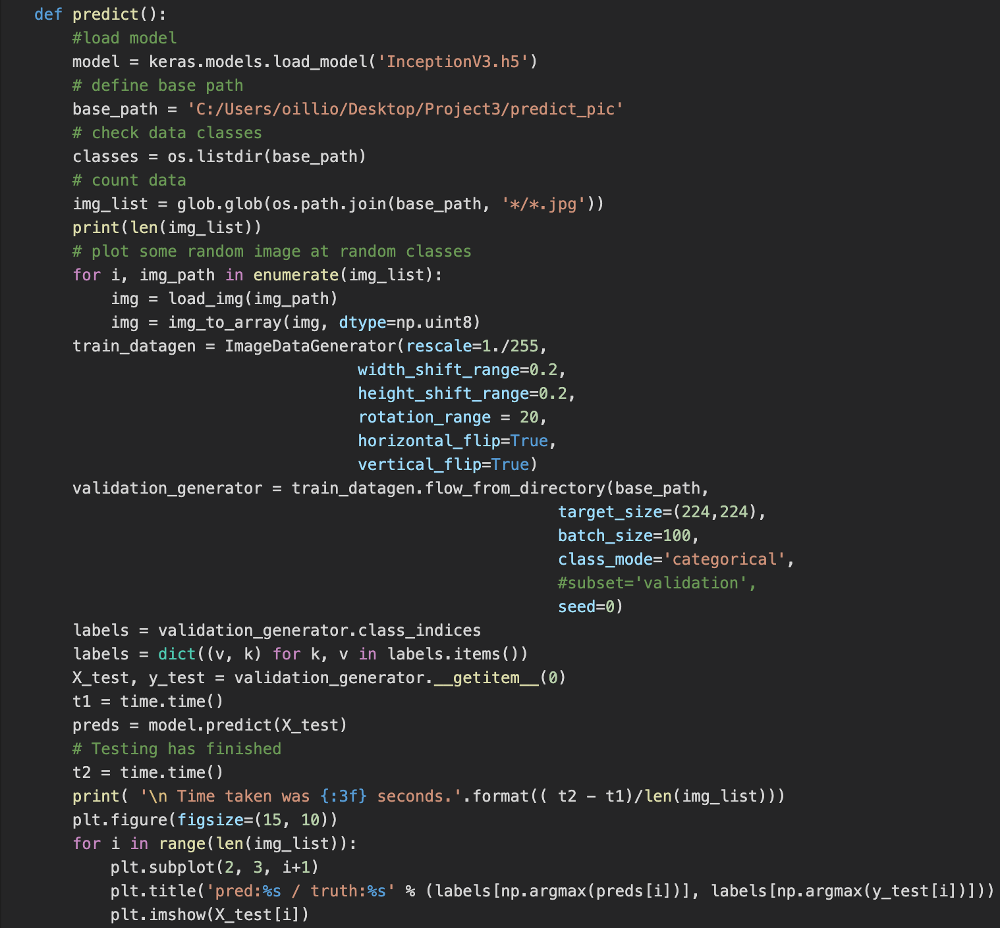 def predict():
    #load model
    model = keras.models.load_model('InceptionV3.h5')
    # define base path
    base_path = 'C:/Users/oillio/Desktop/Project3/predict_pic'
    # check data classes
    classes = os.listdir(base_path)
    # count data
    img_list = glob.glob(os.path.join(base_path, '*/*.jpg'))
    print(len(img_list))
    # plot some random image at random classes
    for i, img_path in enumerate(img_list):
        img = load_img(img_path)
        img = img_to_array(img, dtype=np.uint8)
    train_datagen = ImageDataGenerator(rescale=1./255,
                                  width_shift_range=0.2,
                                  height_shift_range=0.2,
                                  rotation_range = 20,
                                  horizontal_flip=True,
                                  vertical_flip=True)
    validation_generator = train_datagen.flow_from_directory(base_path,
                                                       target_size=(224,224),
                                                       batch_size=100,
                                                       class_mode='categorical',
                                                       #subset='validation',
                                                       seed=0)
    labels = validation_generator.class_indices
    labels = dict((v, k) for k, v in labels.items())
    X_test, y_test = validation_generator.__getitem__(0)
    t1 = time.time()
    preds = model.predict(X_test)
    # Testing has finished
    t2 = time.time()
    print( '\n Time taken was {:3f} seconds.'.format(( t2 - t1)/len(img_list)))
    plt.figure(figsize=(15, 10))
    for i in range(len(img_list)):
        plt.subplot(2, 3, i+1)
        plt.title('pred:%s / truth:%s' % (labels[np.argmax(preds[i])], labels[np.argmax(y_test[i])]))
        plt.imshow(X_test[i])